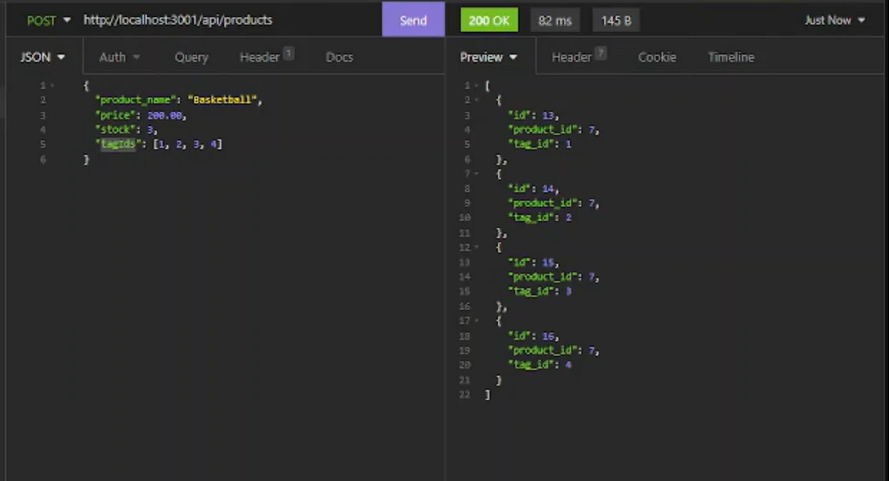 POST http://localhost:3001/api/products Send 200 OK 82 ms 145 B Just Now
JSON Auth Query Header 1 Docs Preview Header 7 Cookie Timeline
1 {
2 "product_name": "Basketball",
3 "price": 200.00,
4 "stock": 3,
5 "tagIds": [1, 2, 3, 4]
6 }
1 [
2 {
3 "id": 13,
4 "product_id": 7,
5 "tag_id": 1
6 },
7 {
8 "id": 14,
9 "product_id": 7,
10 "tag_id": 2
11 },
12 {
13 "id": 15,
14 "product_id": 7,
15 "tag_id": 3
16 },
17 {
18 "id": 16,
19 "product_id": 7,
20 "tag_id": 4
21 }
22 ]